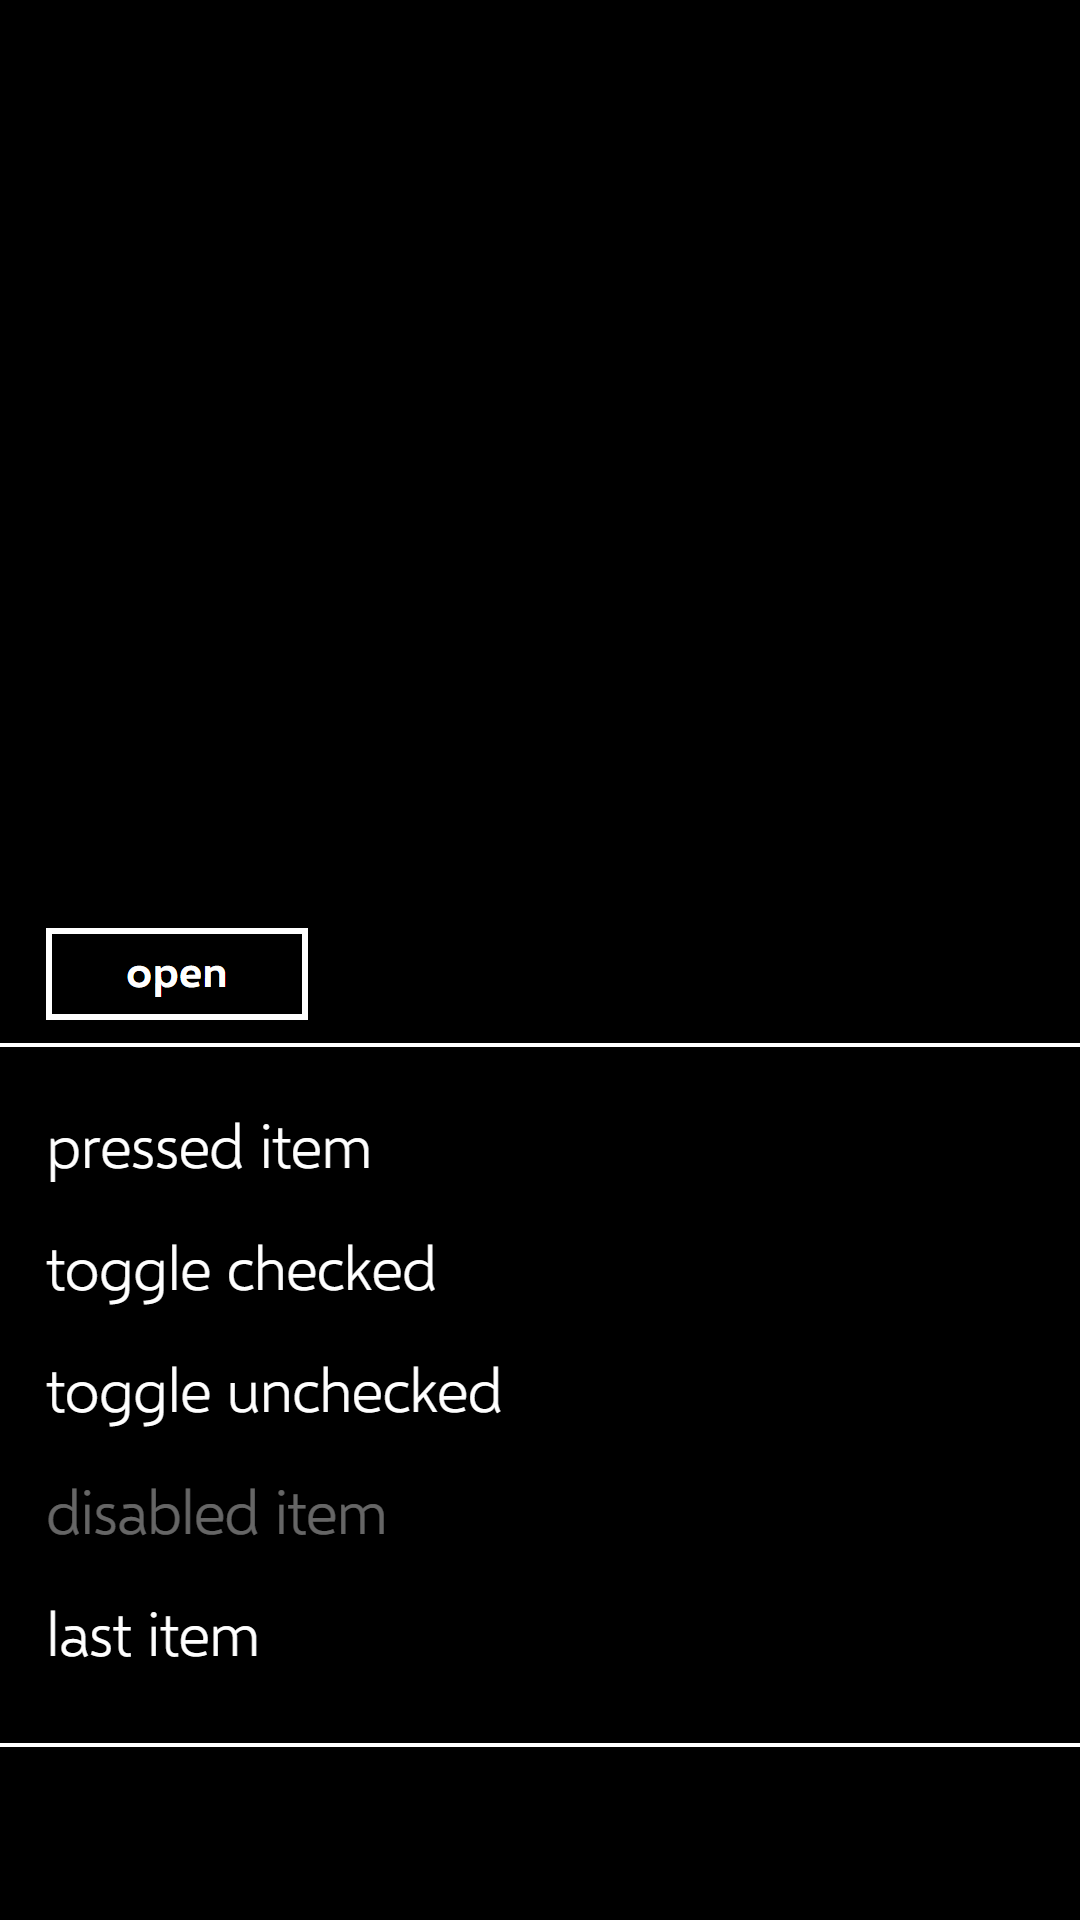 open
pressed item
toggle checked
toggle unchecked
disabled item
last item